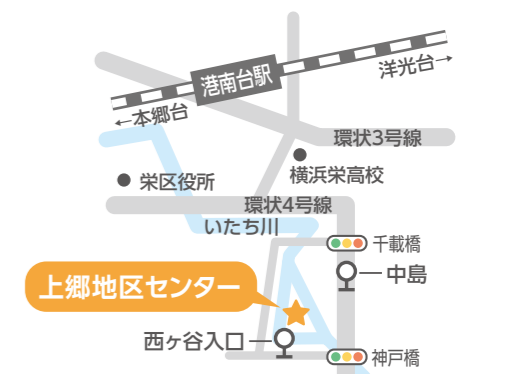 港南台駅
洋光台→
←本郷台
環状3号線
横浜栄高校
栄区役所
環状4号線
いたち川
千載橋
中島
上郷地区センター
西ヶ谷入口
神戸橋